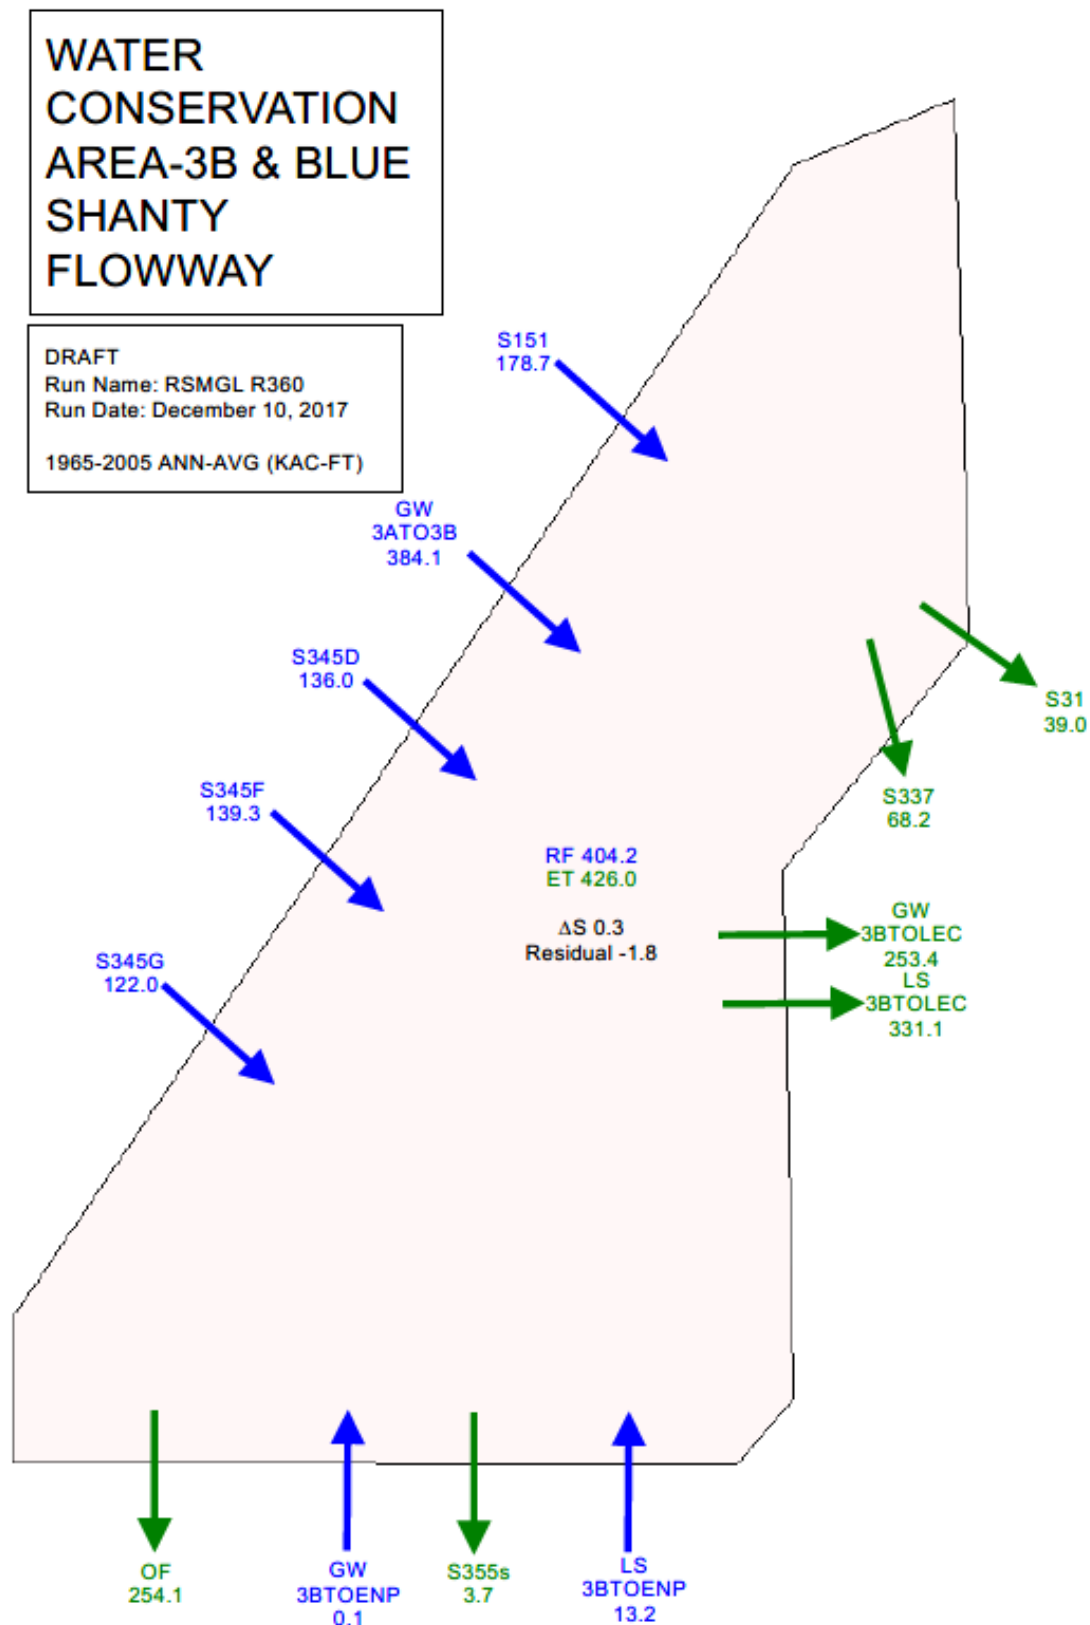 WATER
CONSERVATION
AREA-3B & BLUE
SHANTY
FLOWWAY
DRAFT
Run Name: RSMGL R360
Run Date: December 10, 2017
1965-2005 ANN-AVG (KAC-FT)
S151
178.7
GW
3ATO3B
384.1
S345D
136.0
S345F
139.3
S345G
122.0
S31
39.0
S337
68.2
RF 404.2
ET 426.0
ΔS 0.3
Residual -1.8
GW
3BTOLEC
253.4
LS
3BTOLEC
331.1
OF
254.1
GW
3BTOENP
0.1
S355s
3.7
LS
3BTOENP
13.2